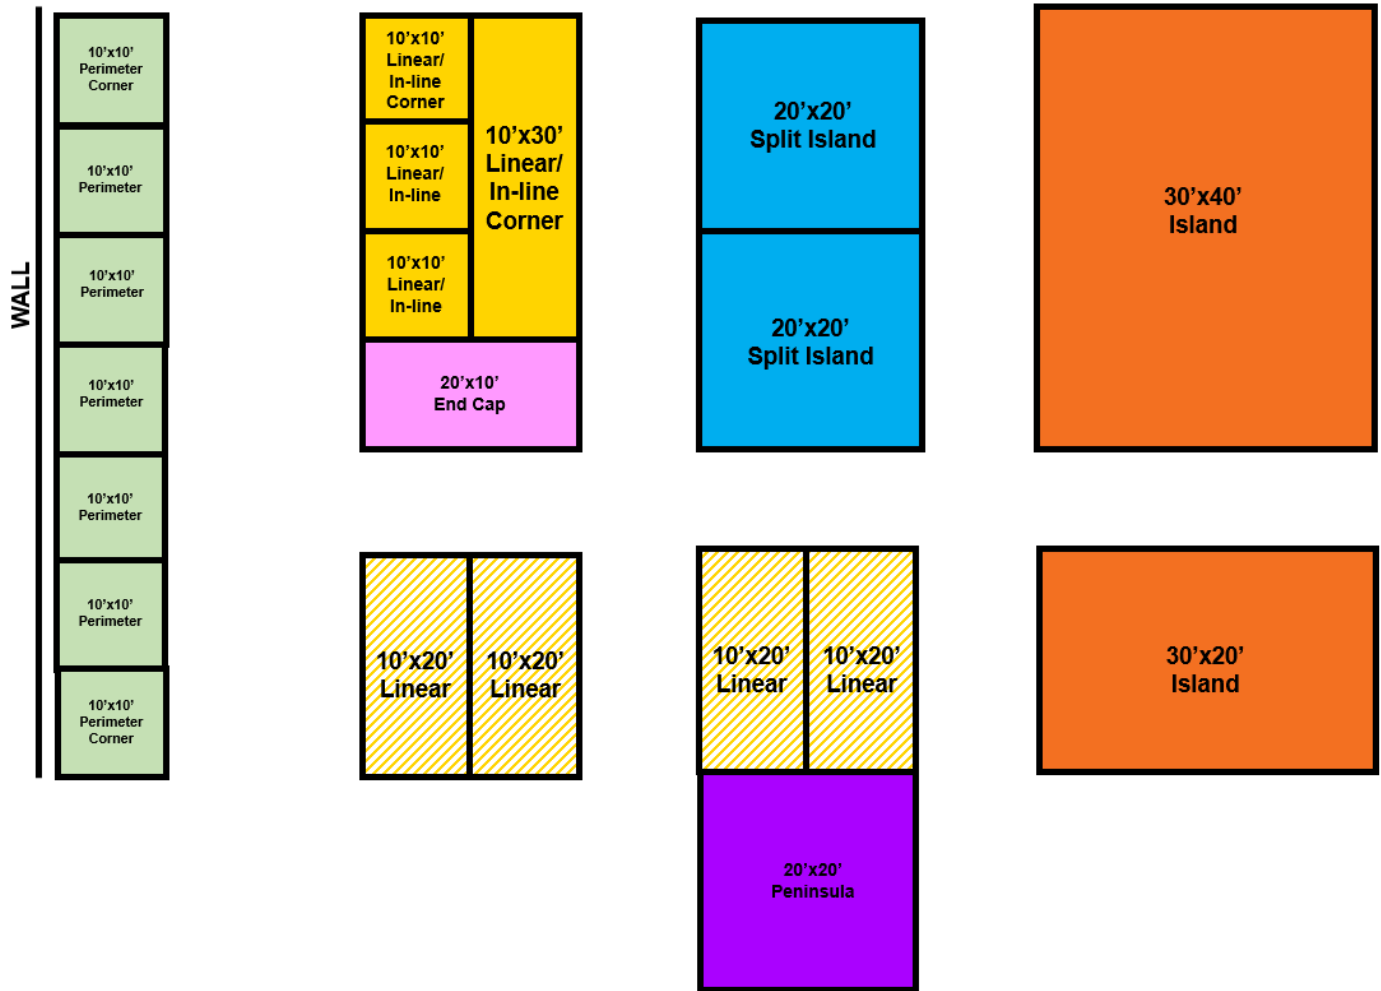 WALL
10’x10’
Perimeter
Corner
10’x10’
Perimeter
10’x10’
Perimeter
10’x10’
Perimeter
10’x10’
Perimeter
10’x10’
Perimeter
10’x10’
Perimeter
Corner
10’x10’
Linear/
In-line
Corner
10’x10’
Linear/
In-line
10’x10’
Linear/
In-line
10’x30’
Linear/
In-line
Corner
20’x10’
End Cap
10’x20’
Linear
10’x20’
Linear
20’x20’
Split Island
20’x20’
Split Island
10’x20’
Linear
10’x20’
Linear
20’x20’
Peninsula
30’x40’
Island
30’x20’
Island